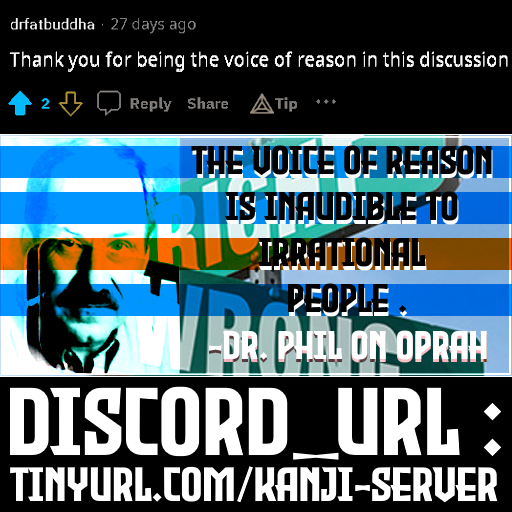 drfatbuddha · 27 days ago
Thank you for being the voice of reason in this discussion
2 Reply Share Tip ···
THE VOICE OF REASON
IS INAUDIBLE TO
IRRATIONAL
PEOPLE .
-DR. PHIL ON OPRAH
RIGHT
WRONG
DISCORD_URL :
TINYURL.COM/KANJI-SERVER